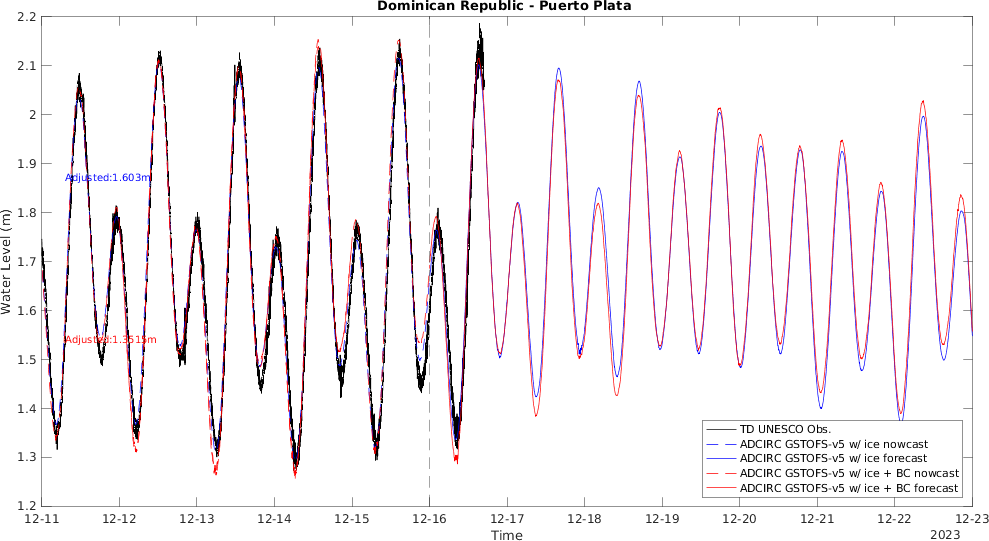 Dominican Republic - Puerto Plata
Water Level (m)
2.2
2.1
2
1.9
1.8
1.7
1.6
1.5
1.4
1.3
1.2
Adjusted:1.603m
Adjusted:1.3515m
TD UNESCO Obs.
ADCIRC GSTOFS-v5 w/ ice nowcast
ADCIRC GSTOFS-v5 w/ ice forecast
ADCIRC GSTOFS-v5 w/ ice + BC nowcast
ADCIRC GSTOFS-v5 w/ ice + BC forecast
12-11 12-12 12-13 12-14 12-15 12-16 12-17 12-18 12-19 12-20 12-21 12-22 12-23
Time
2023